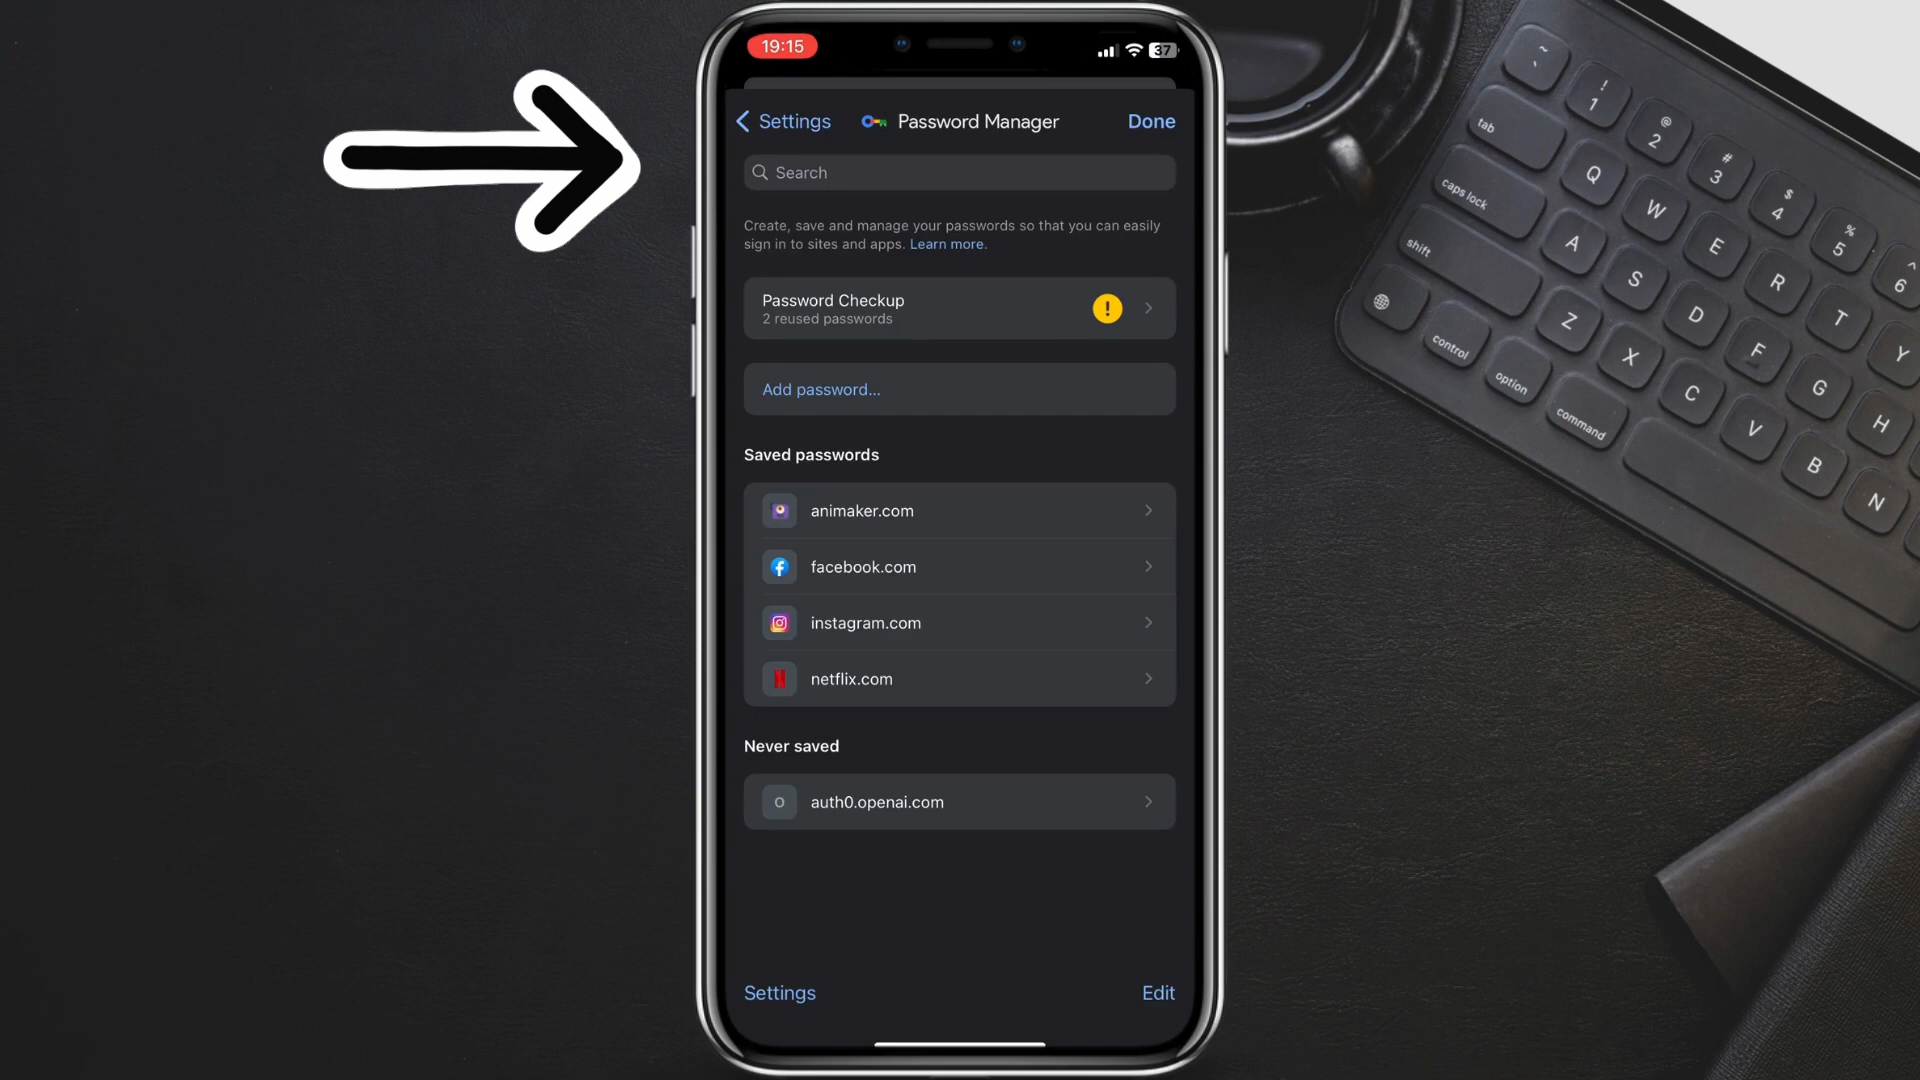 19:15
37
Settings
Password Manager
Done
Search
Create, save and manage your passwords so that you can easily
sign in to sites and apps. Learn more.
Password Checkup
2 reused passwords
!
Add password...
Saved passwords
animaker.com
facebook.com
instagram.com
netflix.com
Never saved
O
auth0.openai.com
Settings
Edit
~
`
! 1
@ 2
# 3
$ 4
% 5
^ 6
tab
Q W E R T Y
caps lock
A S D F G H
shift
Z X C V B N
control
option
command